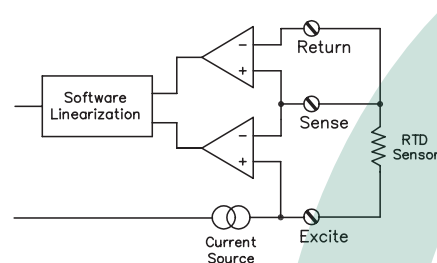 Return
Software
Linearization
Sense
RTD
Sensor
Excite
Current
Source
-
+
-
+